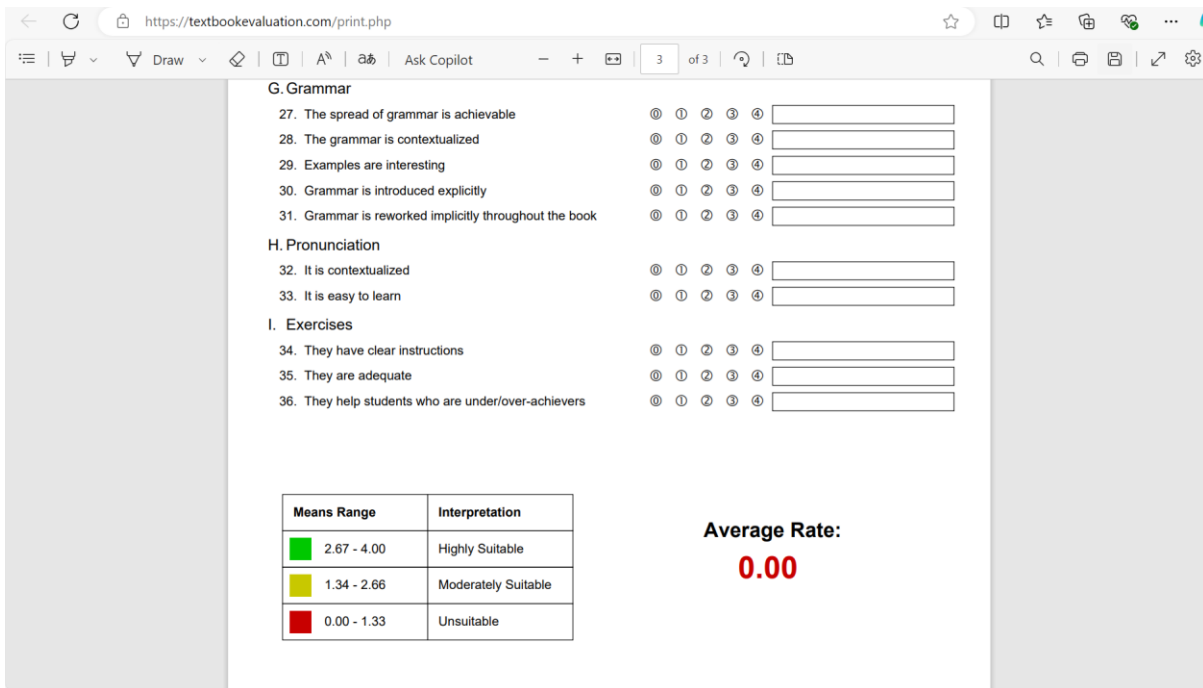 https://textbookevaluation.com/print.php
Draw Aあ Ask Copilot − + 3 of 3
G. Grammar
27. The spread of grammar is achievable ⓪ ① ② ③ ④
28. The grammar is contextualized ⓪ ① ② ③ ④
29. Examples are interesting ⓪ ① ② ③ ④
30. Grammar is introduced explicitly ⓪ ① ② ③ ④
31. Grammar is reworked implicitly throughout the book ⓪ ① ② ③ ④
H. Pronunciation
32. It is contextualized ⓪ ① ② ③ ④
33. It is easy to learn ⓪ ① ② ③ ④
I. Exercises
34. They have clear instructions ⓪ ① ② ③ ④
35. They are adequate ⓪ ① ② ③ ④
36. They help students who are under/over-achievers ⓪ ① ② ③ ④
Means Range Interpretation
2.67 - 4.00 Highly Suitable
1.34 - 2.66 Moderately Suitable
0.00 - 1.33 Unsuitable
Average Rate:
0.00